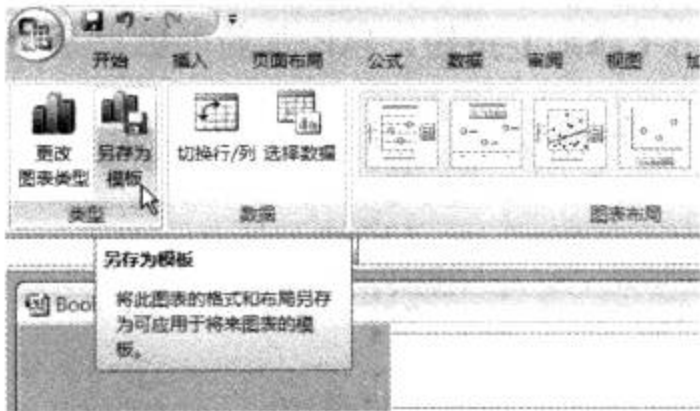 开始 插入 页面布局 公式 数据 审阅 视图 加
更改 另存为 切换行/列 选择数据
图表类型 模板
类型 数据 图表布局
另存为模板
将此图表的格式和布局另存
为可应用于将来图表的模
板。
Book